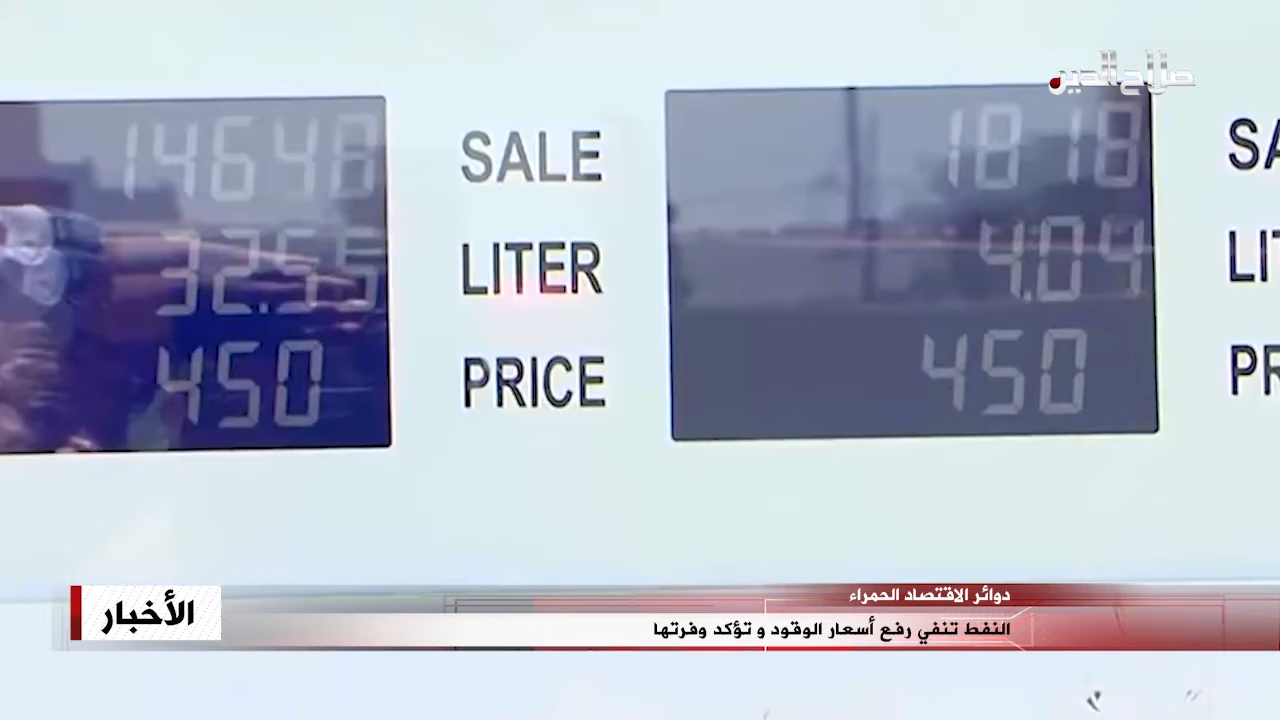 صلاح الدين
14648
SALE
1818
SA
32.55
LITER
4.04
LIT
450
PRICE
450
PR
دوائر الاقتصاد الحمراء
الأخبار
النفط تنفي رفع أسعار الوقود و تؤكد وفرتها